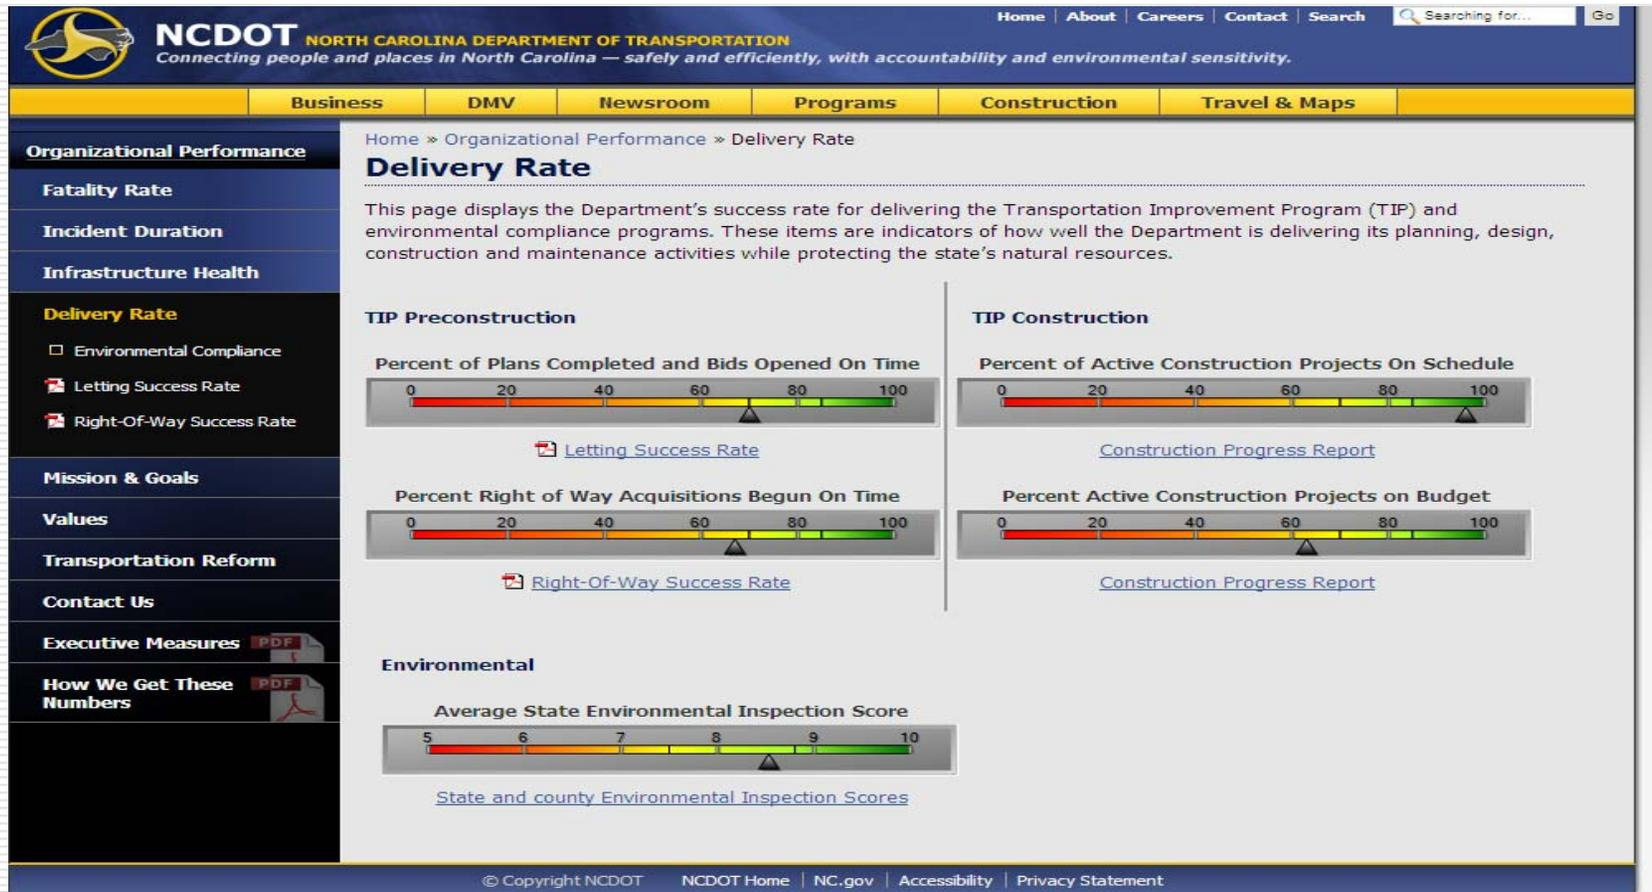 Home | About | Careers | Contact | Search Searching for... Go
NCDOT NORTH CAROLINA DEPARTMENT OF TRANSPORTATION
Connecting people and places in North Carolina — safely and efficiently, with accountability and environmental sensitivity.
Business DMV Newsroom Programs Construction Travel & Maps
Organizational Performance
Fatality Rate
Incident Duration
Infrastructure Health
Delivery Rate
Environmental Compliance
Letting Success Rate
Right-Of-Way Success Rate
Mission & Goals
Values
Transportation Reform
Contact Us
Executive Measures PDF
How We Get These PDF
Numbers
Home » Organizational Performance » Delivery Rate
Delivery Rate
This page displays the Department's success rate for delivering the Transportation Improvement Program (TIP) and
environmental compliance programs. These items are indicators of how well the Department is delivering its planning, design,
construction and maintenance activities while protecting the state's natural resources.
TIP Preconstruction
Percent of Plans Completed and Bids Opened On Time
0 20 40 60 80 100
Letting Success Rate
Percent Right of Way Acquisitions Begun On Time
0 20 40 60 80 100
Right-Of-Way Success Rate
TIP Construction
Percent of Active Construction Projects On Schedule
0 20 40 60 80 100
Construction Progress Report
Percent Active Construction Projects on Budget
0 20 40 60 80 100
Construction Progress Report
Environmental
Average State Environmental Inspection Score
5 6 7 8 9 10
State and county Environmental Inspection Scores
© Copyright NCDOT NCDOT Home | NC.gov | Accessibility | Privacy Statement